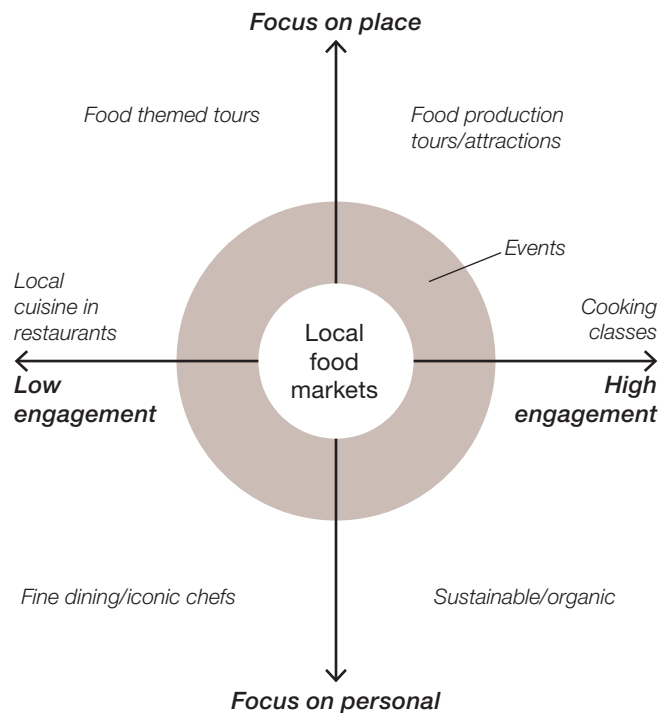 Focus on place
Food themed tours
Food production
tours/attractions
Events
Local
cuisine in
restaurants
Local
food
markets
Cooking
classes
Low
engagement
High
engagement
Fine dining/iconic chefs
Sustainable/organic
Focus on personal